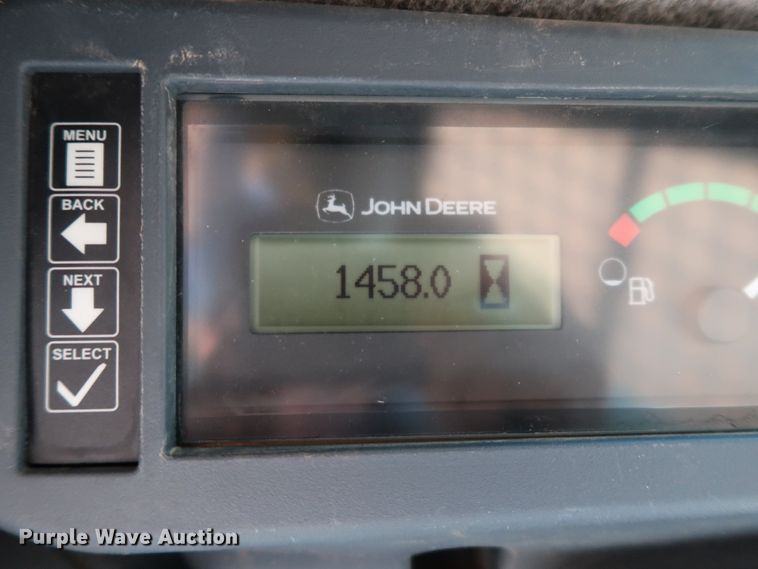 MENU
BACK
NEXT
SELECT
JOHN DEERE
1458.0
Purple Wave Auction